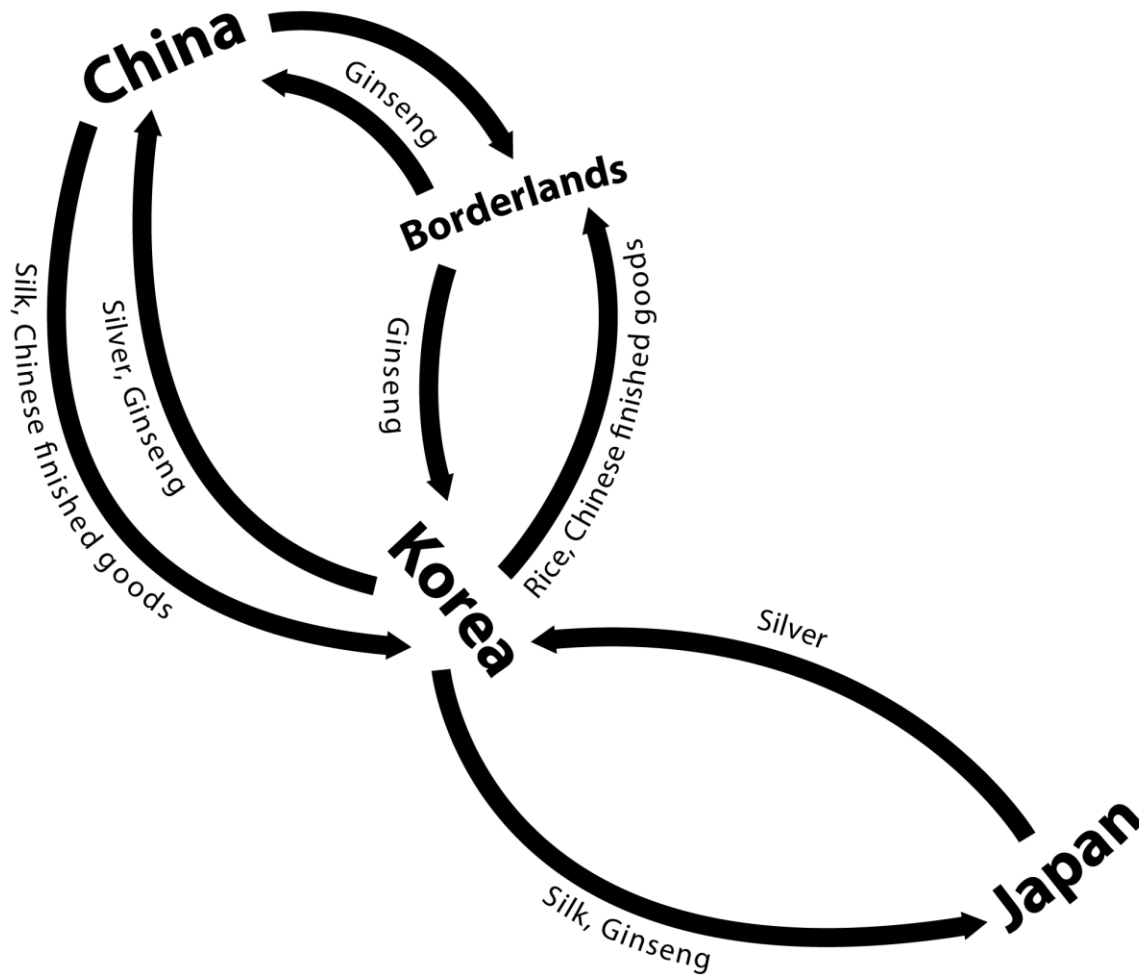 China
Ginseng
Borderlands
Silk, Chinese finished goods
Silver, Ginseng
Ginseng
Rice, Chinese finished goods
Korea
Silver
Silk, Ginseng
Japan